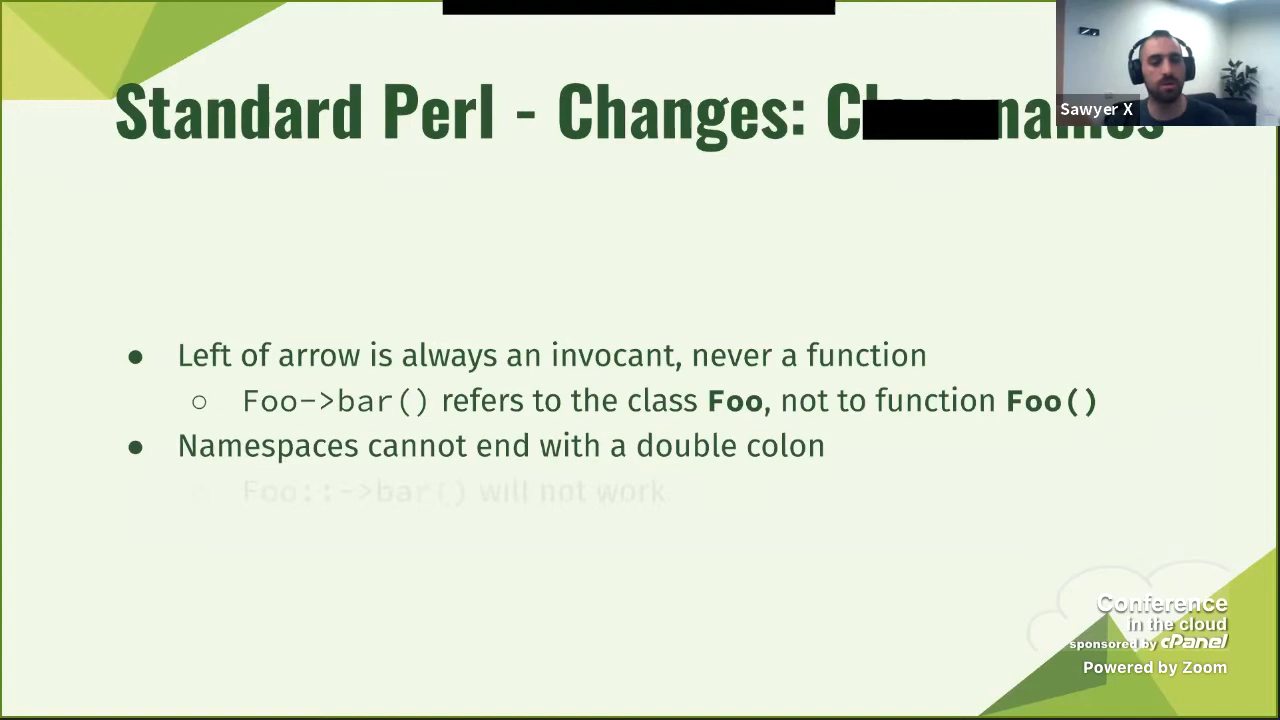 Standard Perl - Changes:
Sawyer X
● Left of arrow is always an invocant, never a function
○ Foo->bar() refers to the class Foo, not to function Foo()
● Namespaces cannot end with a double colon
○ Foo::->bar() will not work
Conference
in the cloud
sponsored by cPanel
Powered by Zoom